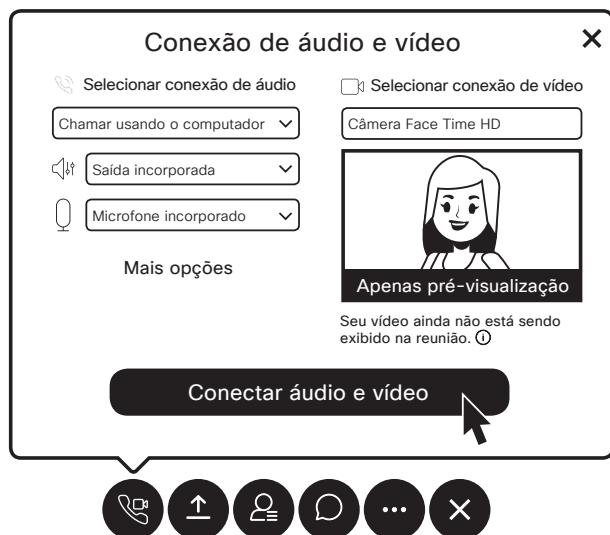 Conexão de áudio e vídeo
Selecionar conexão de áudio
Chamar usando o computador
Saída incorporada
Microfone incorporado
Mais opções
Selecionar conexão de vídeo
Câmera Face Time HD
Apenas pré-visualização
Seu vídeo ainda não está sendo
exibido na reunião.
Conectar áudio e vídeo